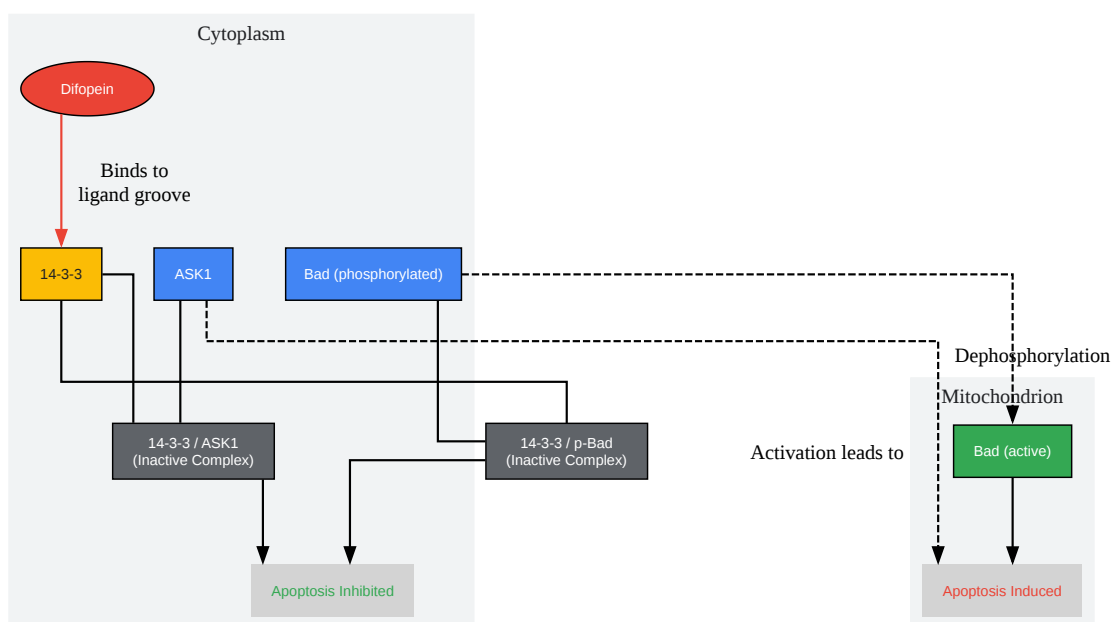 Cytoplasm
Difopein
Binds to
ligand groove
14-3-3
ASK1
Bad (phosphorylated)
Dephosphorylation
Mitochondrion
14-3-3 / ASK1
(Inactive Complex)
14-3-3 / p-Bad
(Inactive Complex)
Activation leads to
Bad (active)
Apoptosis Inhibited
Apoptosis Induced